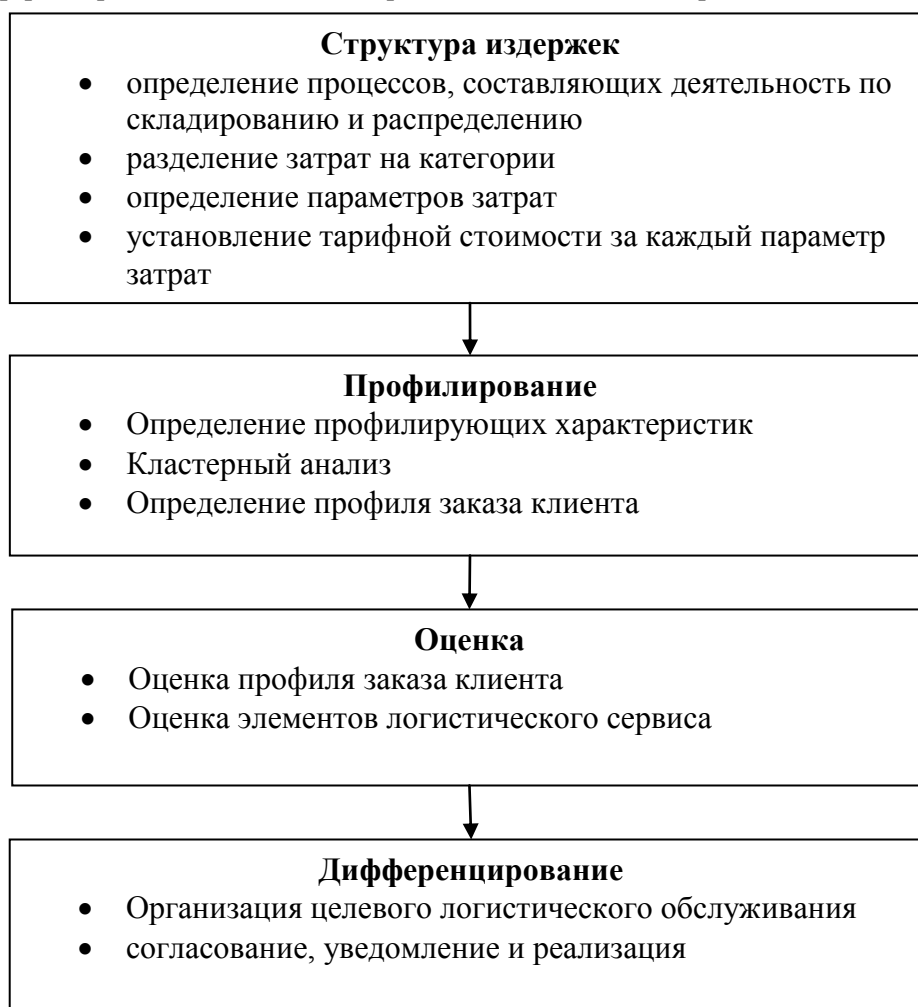 Структура издержек
• определение процессов, составляющих деятельность по
складированию и распределению
• разделение затрат на категории
• определение параметров затрат
• установление тарифной стоимости за каждый параметр
затрат
Профилирование
• Определение профилирующих характеристик
• Кластерный анализ
• Определение профиля заказа клиента
Оценка
• Оценка профиля заказа клиента
• Оценка элементов логистического сервиса
Дифференцирование
• Организация целевого логистического обслуживания
• согласование, уведомление и реализация